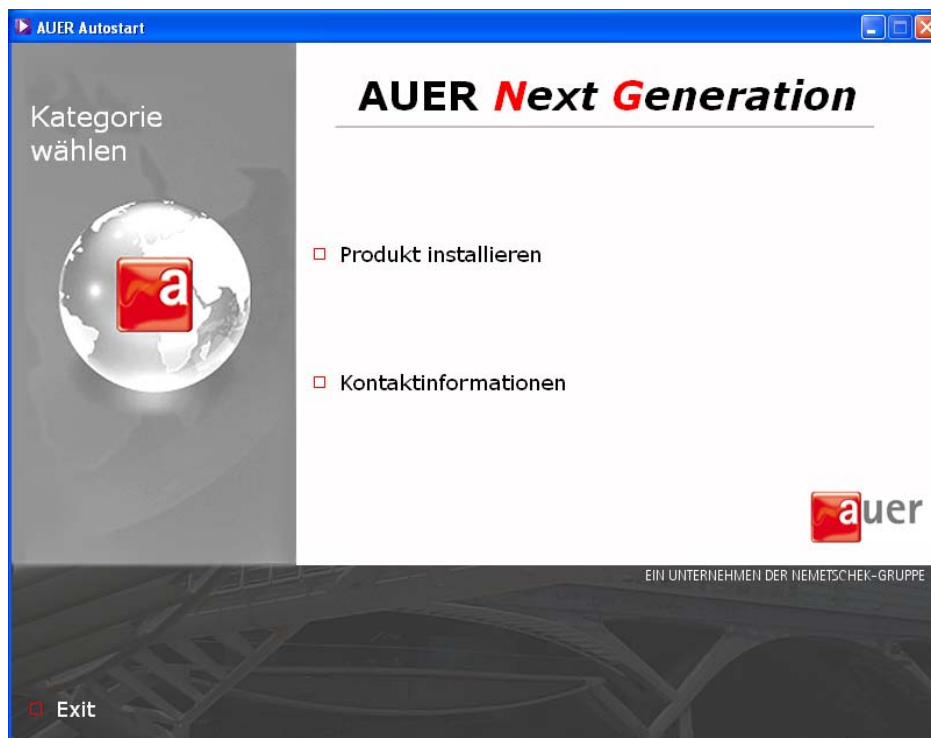 AUER Autostart
Kategorie
wählen
AUER Next Generation
a
Produkt installieren
Kontaktinformationen
auer
EIN UNTERNEHMEN DER NEMETSCHEK-GRUPPE
Exit